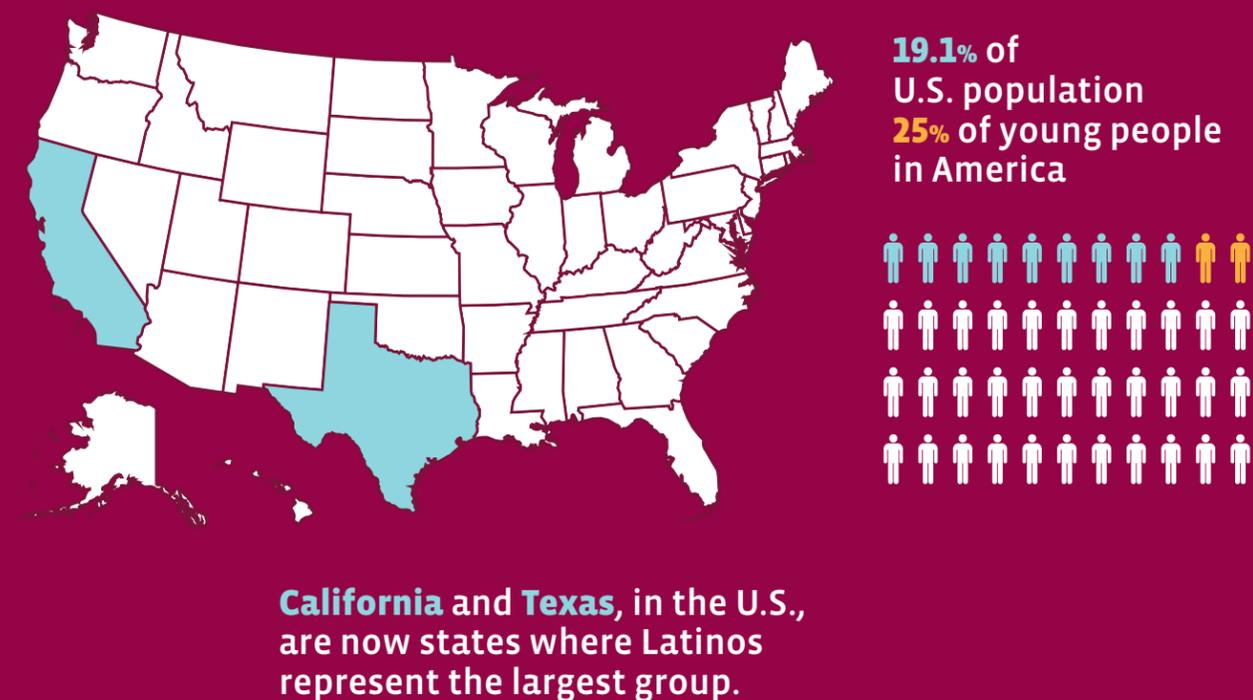 19.1% of
U.S. population
25% of young people
in America
California and Texas, in the U.S.,
are now states where Latinos
represent the largest group.